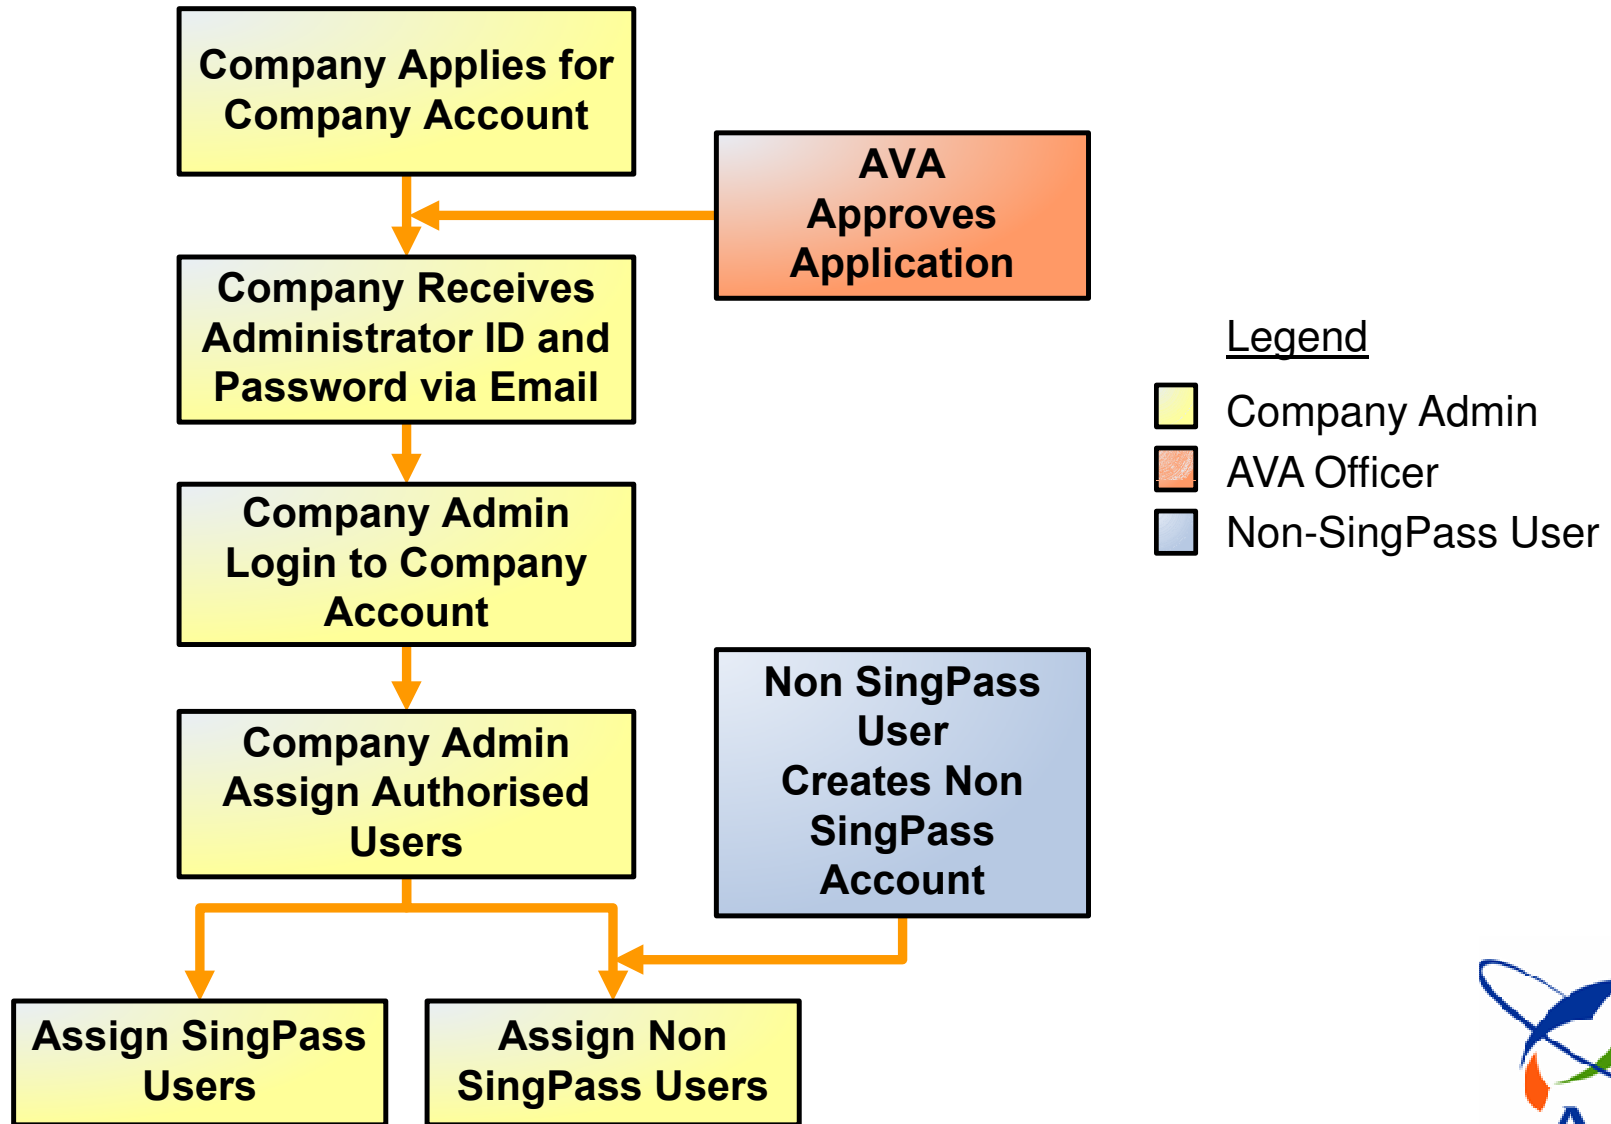 Company Applies for
Company Account
AVA
Approves
Application
Company Receives
Administrator ID and
Password via Email
Legend
Company Admin
AVA Officer
Non-SingPass User
Company Admin
Login to Company
Account
Non SingPass
User
Creates Non
SingPass
Account
Company Admin
Assign Authorised
Users
Assign SingPass
Users
Assign Non
SingPass Users